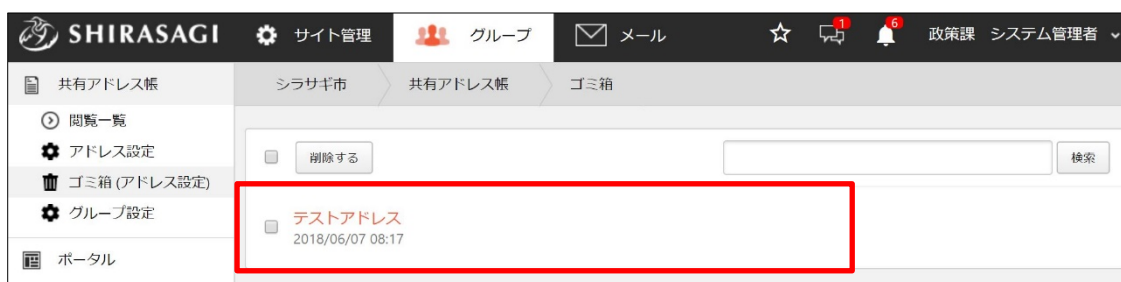 SHIRASAGI サイト管理 グループ メール 1 6 政策課 システム管理者
共有アドレス帳 シラサギ市 共有アドレス帳 ゴミ箱
閲覧一覧
アドレス設定 削除する 検索
ゴミ箱 (アドレス設定)
グループ設定 テストアドレス
2018/06/07 08:17
ポータル